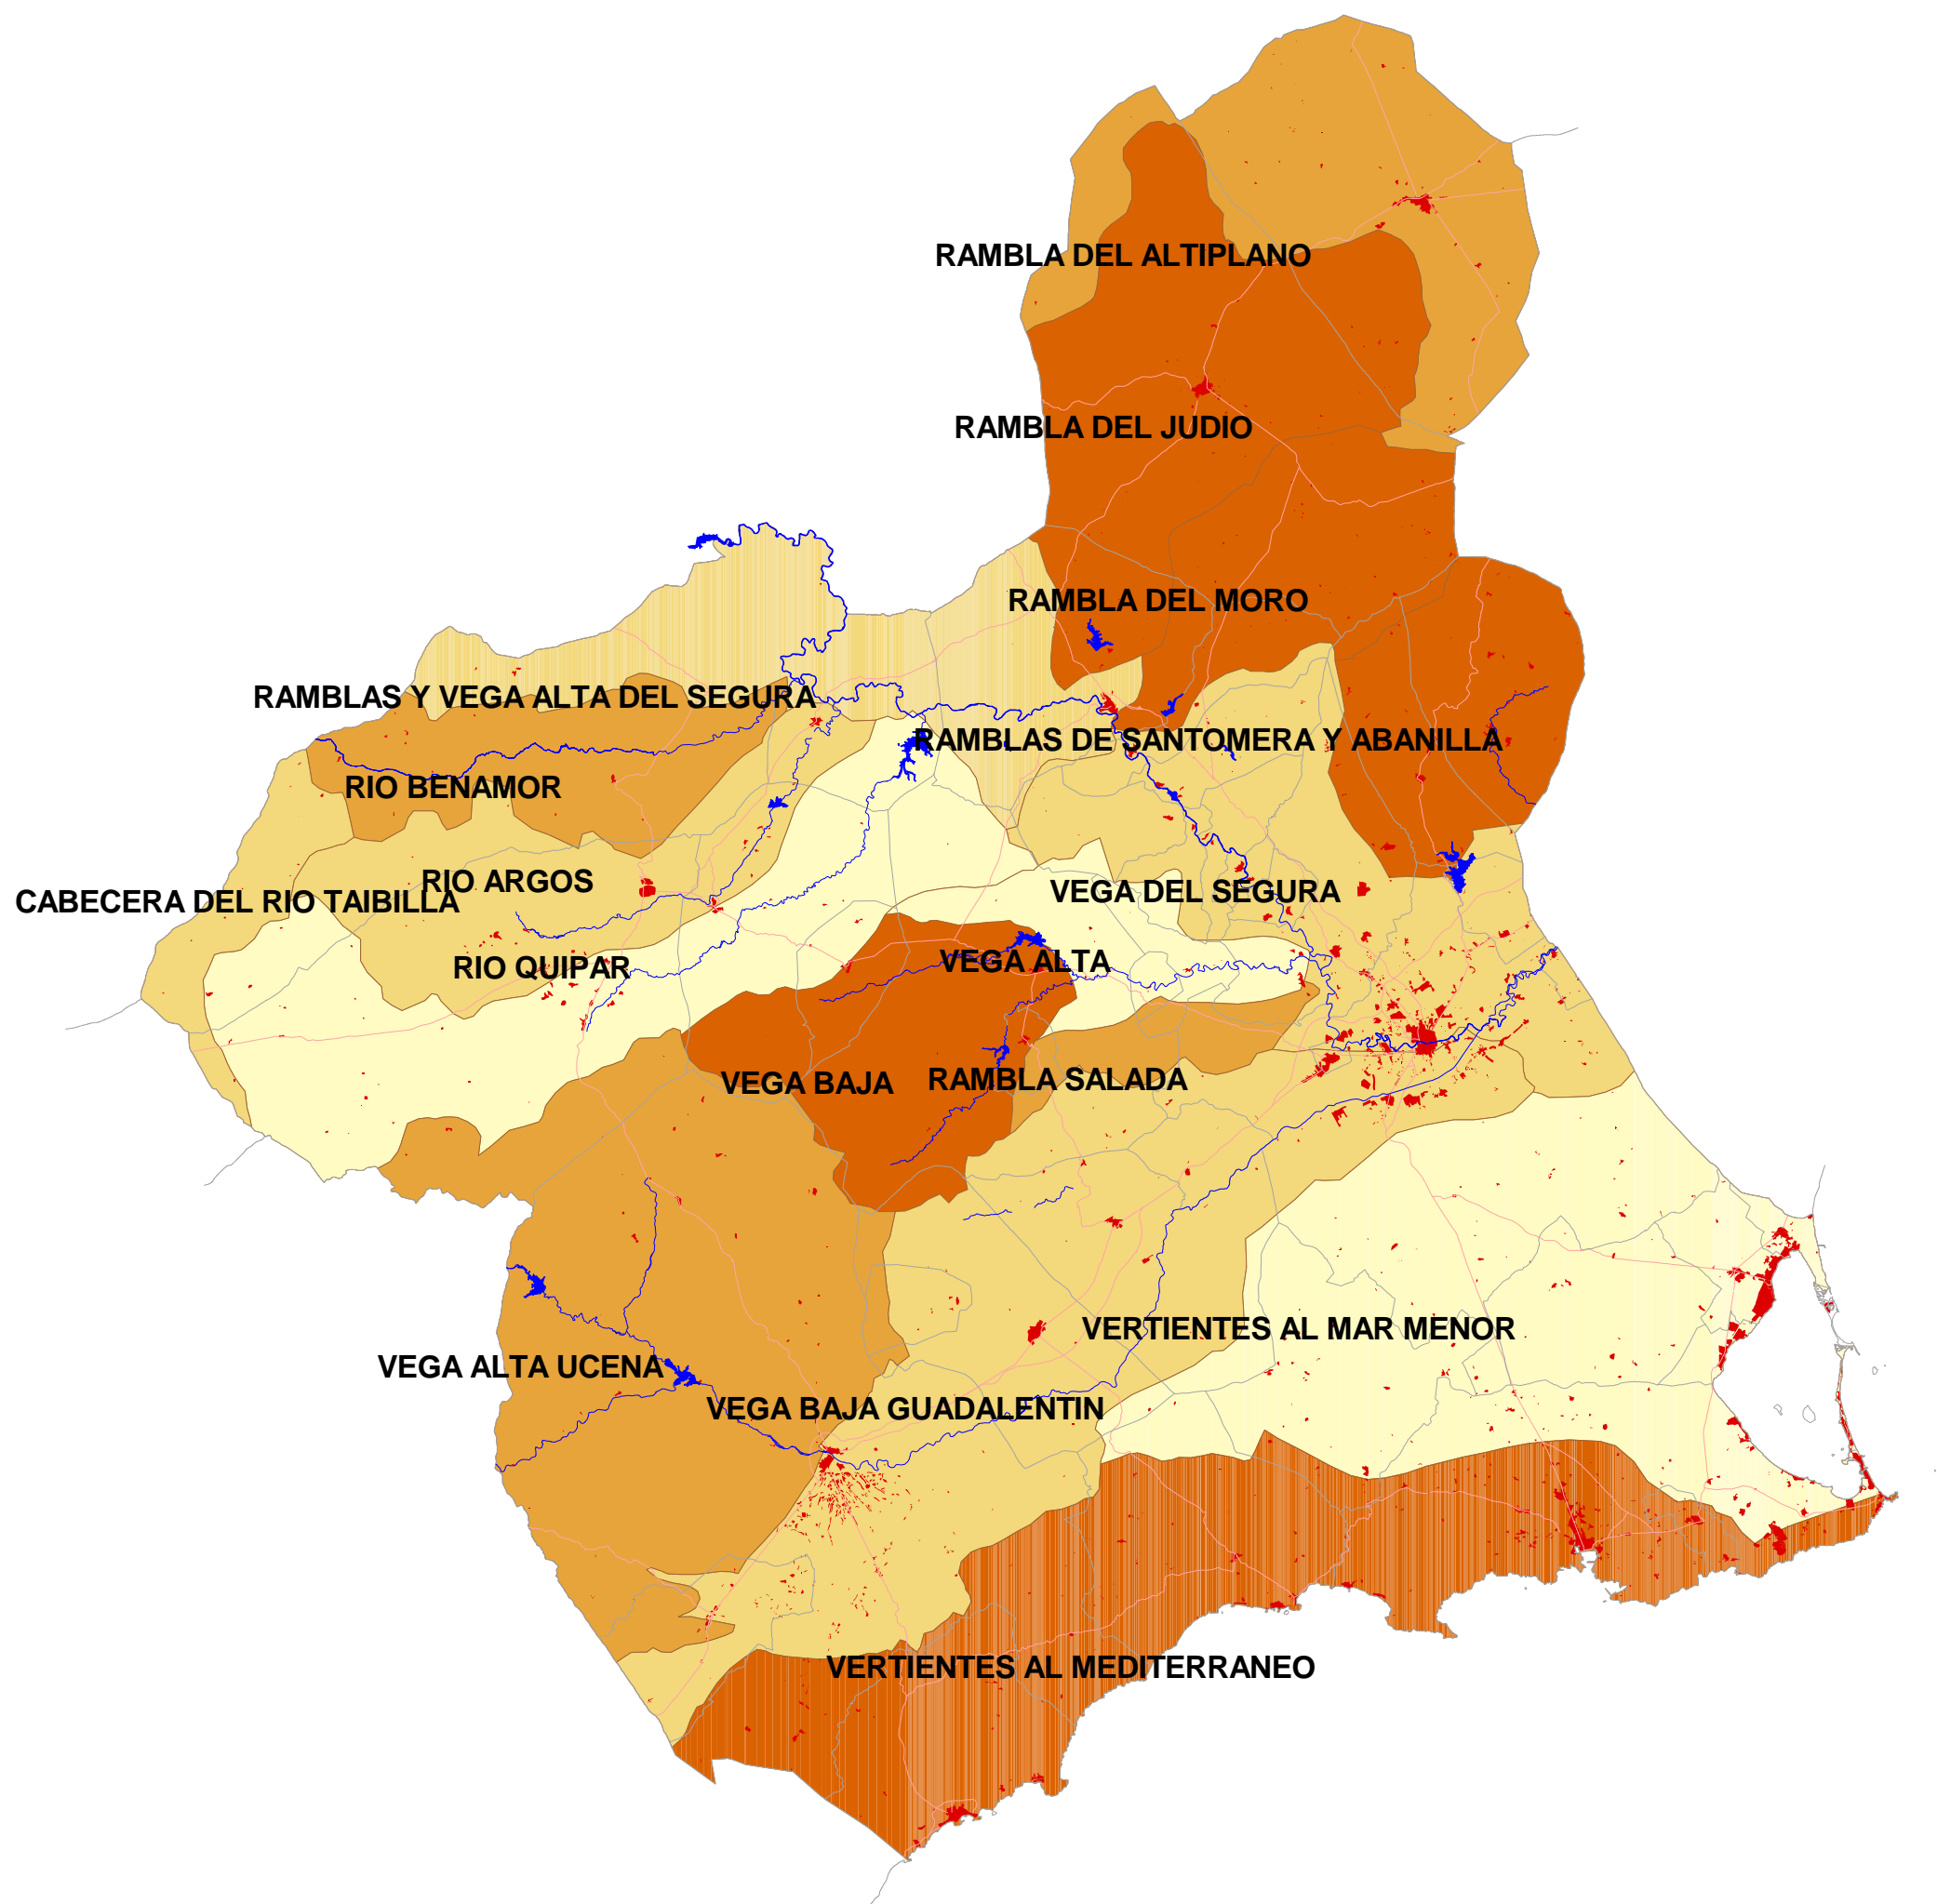 RAMBLA DEL ALTIPLANO
RAMBLA DEL JUDIO
RAMBLA DEL MORO
RAMBLAS Y VEGA ALTA DEL SEGURA
RAMBLAS DE SANTOMERA Y ABANILLA
RIO BENAMOR
RIO ARGOS
VEGA DEL SEGURA
CABECERA DEL RIO TAIBILLA
VEGA ALTA
RIO QUIPAR
VEGA BAJA
RAMBLA SALADA
VERTIENTES AL MAR MENOR
VEGA ALTA UCENA
VEGA BAJA GUADALENTIN
VERTIENTES AL MEDITERRANEO